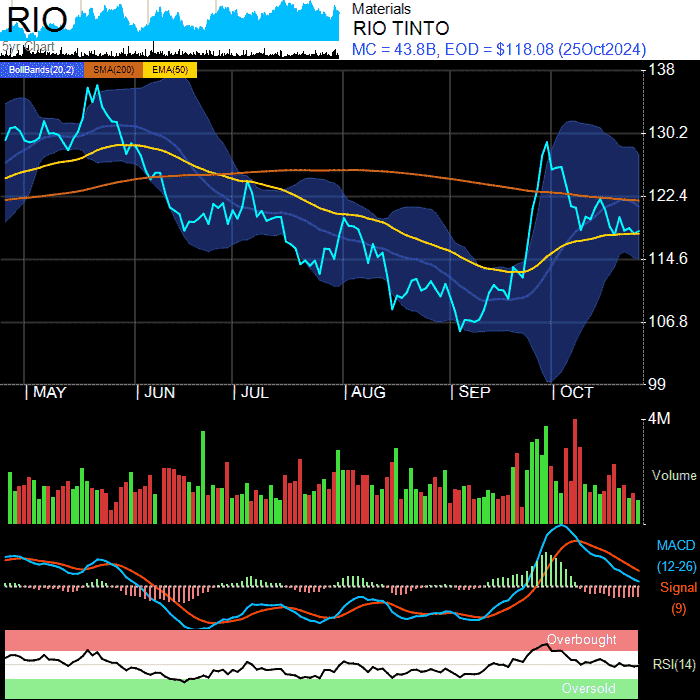 RIO
5yr Chart
Materials
RIO TINTO
MC = 43.8B, EOD = $118.08 (25Oct2024)
BollBands(20,2) SMA(200) EMA(50)
138
130.2
122.4
114.6
106.8
99
MAY JUN JUL AUG SEP OCT
4M
Volume
MACD
(12-26)
Signal
(9)
Overbought
RSI(14)
Oversold